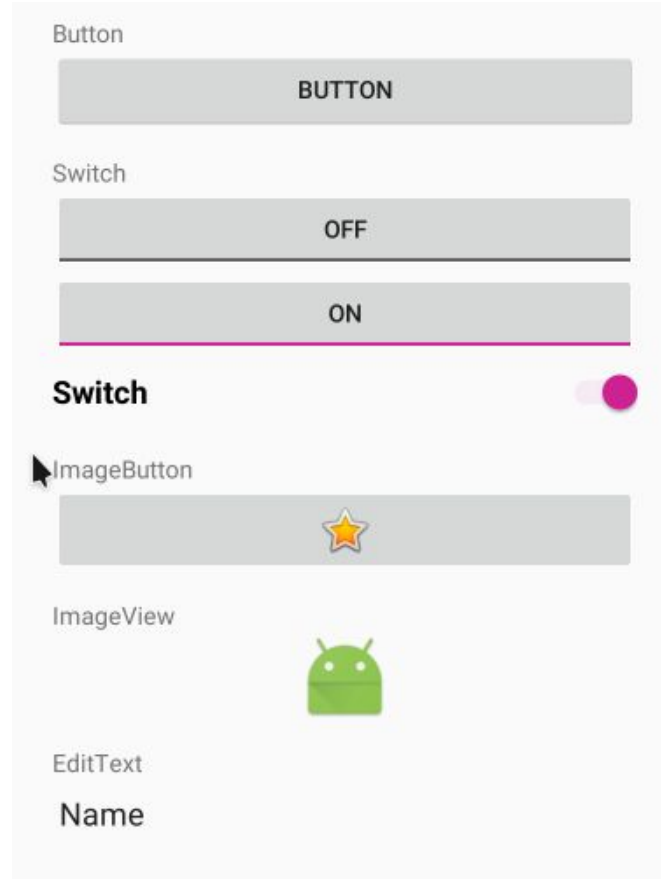 Button
BUTTON
Switch
OFF
ON
Switch
ImageButton
ImageView
EditText
Name